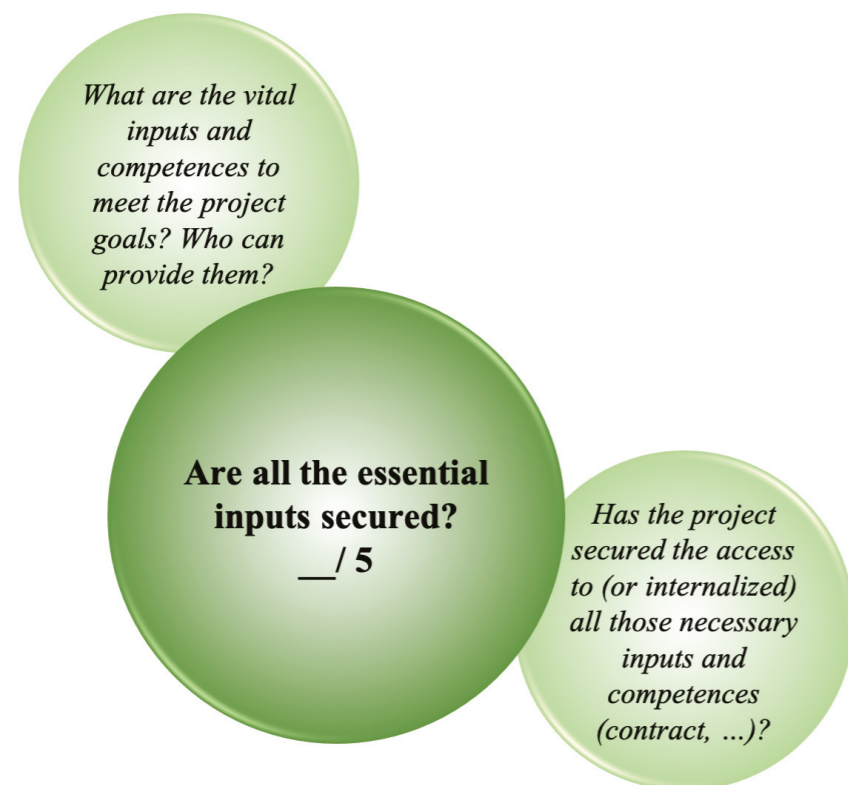 What are the vital
inputs and
competences to
meet the project
goals? Who can
provide them?
Are all the essential
inputs secured?
__/ 5
Has the project
secured the access
to (or internalized)
all those necessary
inputs and
competences
(contract, ...)?